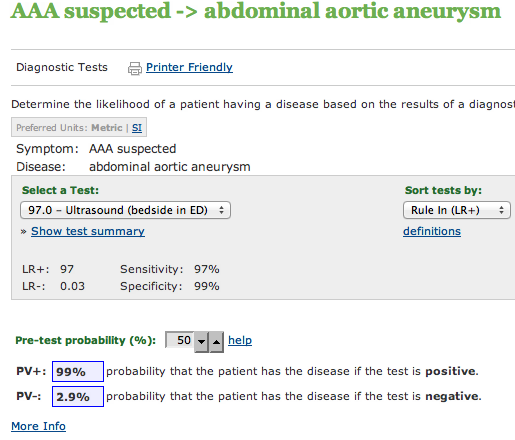 AAA suspected -> abdominal aortic aneurysm
Diagnostic Tests Printer Friendly
Determine the likelihood of a patient having a disease based on the results of a diagnost
Preferred Units: Metric | SI
Symptom: AAA suspected
Disease: abdominal aortic aneurysm
Select a Test: Sort tests by:
97.0 – Ultrasound (bedside in ED) Rule In (LR+)
» Show test summary definitions
LR+: 97 Sensitivity: 97%
LR-: 0.03 Specificity: 99%
Pre-test probability (%): 50 help
PV+: 99% probability that the patient has the disease if the test is positive.
PV-: 2.9% probability that the patient has the disease if the test is negative.
More Info